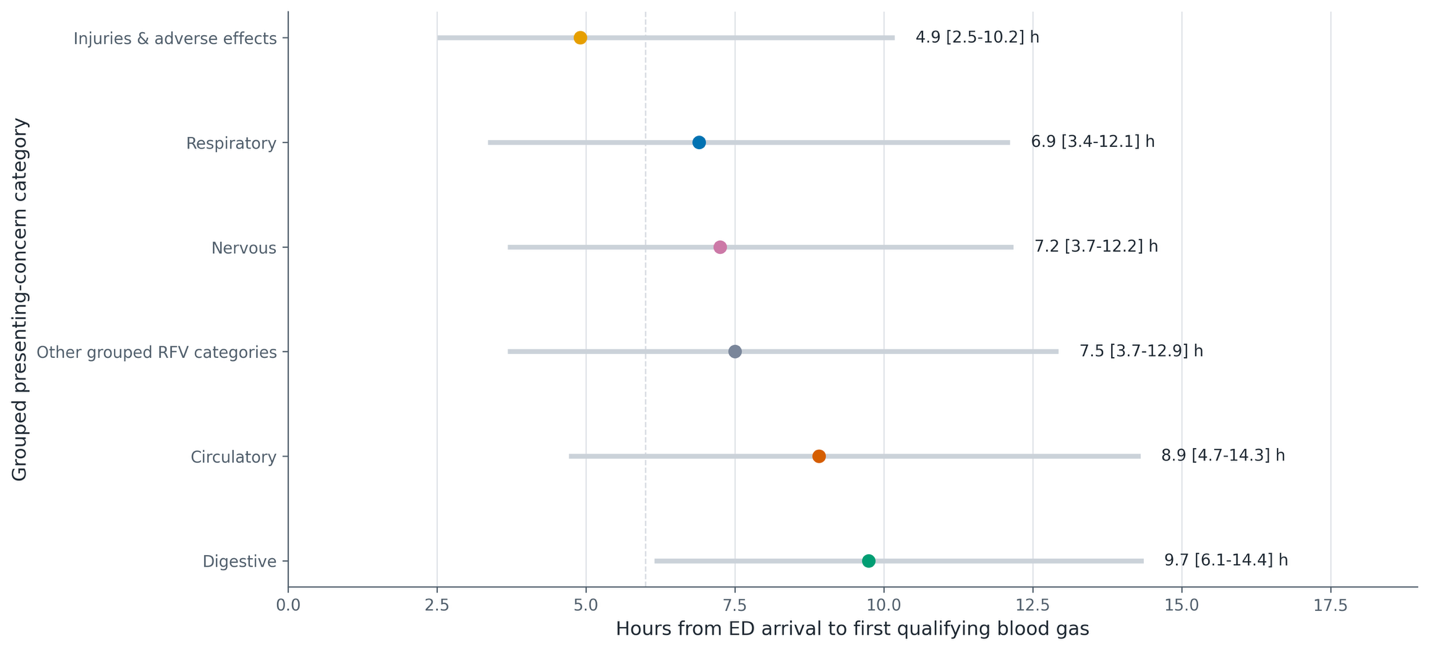 Grouped presenting-concern category
Injuries & adverse effects
4.9 [2.5-10.2] h
Respiratory
6.9 [3.4-12.1] h
Nervous
7.2 [3.7-12.2] h
Other grouped RFV categories
7.5 [3.7-12.9] h
Circulatory
8.9 [4.7-14.3] h
Digestive
9.7 [6.1-14.4] h
0.0 2.5 5.0 7.5 10.0 12.5 15.0 17.5
Hours from ED arrival to first qualifying blood gas